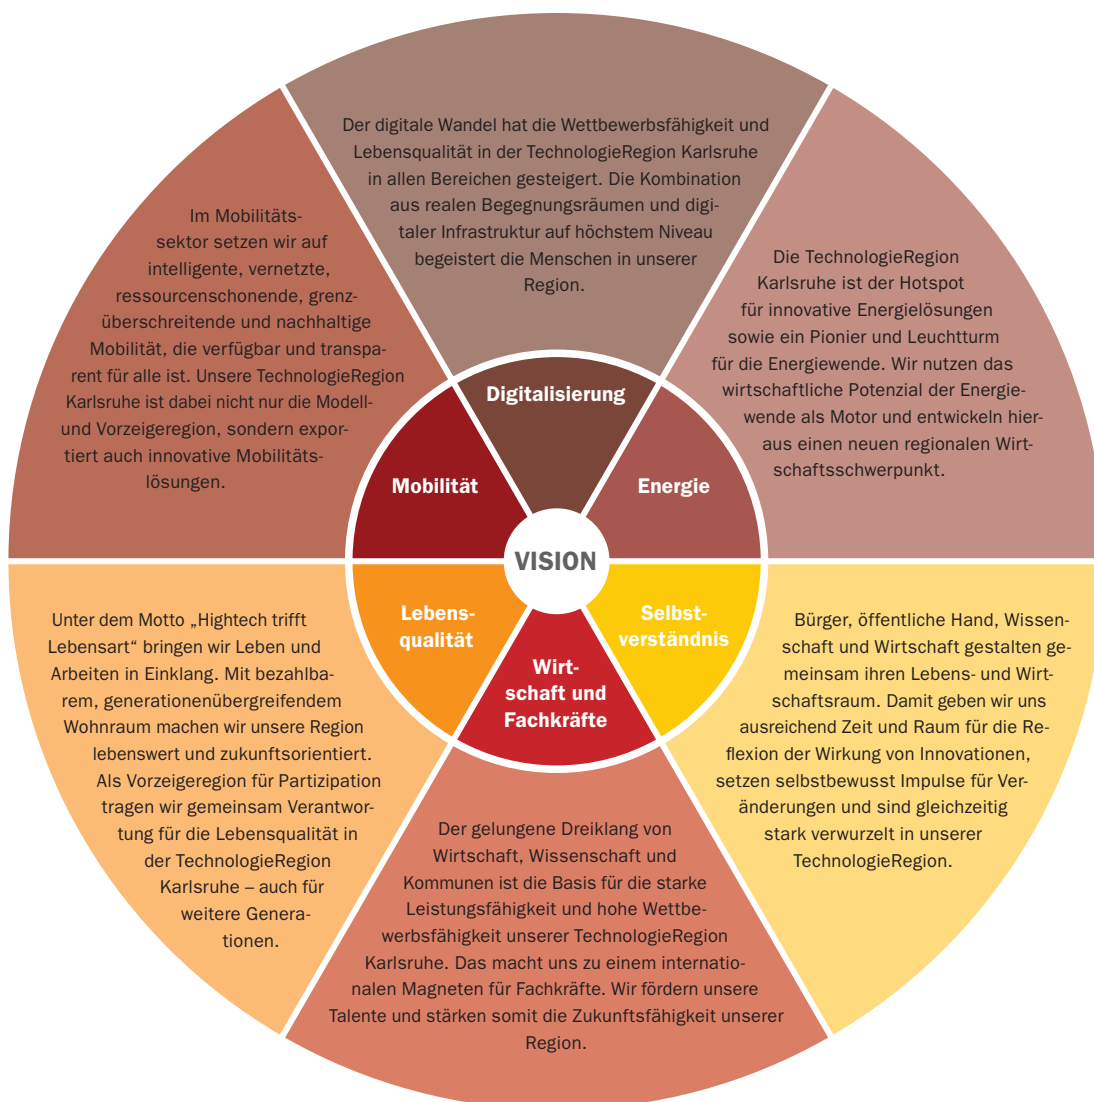 Der digitale Wandel hat die Wettbewerbsfähigkeit und
Lebensqualität in der TechnologieRegion Karlsruhe
in allen Bereichen gesteigert. Die Kombination
aus realen Begegnungsräumen und digi-
taler Infrastruktur auf höchstem Niveau
begeistert die Menschen in unserer
Region.
Im Mobilitäts-
sektor setzen wir auf
intelligente, vernetzte,
ressourcenschonende, grenz-
überschreitende und nachhaltige
Mobilität, die verfügbar und transpa-
rent für alle ist. Unsere TechnologieRegion
Karlsruhe ist dabei nicht nur die Modell-
und Vorzeigeregion, sondern expor-
tiert auch innovative Mobilitäts-
lösungen.
Die TechnologieRegion
Karlsruhe ist der Hotspot
für innovative Energielösungen
sowie ein Pionier und Leuchtturm
für die Energiewende. Wir nutzen das
wirtschaftliche Potenzial der Energie-
wende als Motor und entwickeln hier-
aus einen neuen regionalen Wirt-
schaftsschwerpunkt.
Digitalisierung
Mobilität
Energie
VISION
Lebens-
qualität
Selbst-
verständnis
Wirt-
schaft und
Fachkräfte
Unter dem Motto „Hightech trifft
Lebensart“ bringen wir Leben und
Arbeiten in Einklang. Mit bezahlba-
rem, generationenübergreifendem
Wohnraum machen wir unsere Region
lebenswert und zukunftsorientiert.
Als Vorzeigeregion für Partizipation
tragen wir gemeinsam Verantwor-
tung für die Lebensqualität in
der TechnologieRegion
Karlsruhe – auch für
weitere Genera-
tionen.
Bürger, öffentliche Hand, Wissen-
schaft und Wirtschaft gestalten ge-
meinsam ihren Lebens- und Wirt-
schaftsraum. Damit geben wir uns
ausreichend Zeit und Raum für die Re-
flexion der Wirkung von Innovationen,
setzen selbstbewusst Impulse für Ver-
änderungen und sind gleichzeitig
stark verwurzelt in unserer
TechnologieRegion.
Der gelungene Dreiklang von
Wirtschaft, Wissenschaft und
Kommunen ist die Basis für die starke
Leistungsfähigkeit und hohe Wettbe-
werbsfähigkeit unserer TechnologieRegion
Karlsruhe. Das macht uns zu einem internatio-
nalen Magneten für Fachkräfte. Wir fördern unsere
Talente und stärken somit die Zukunftsfähigkeit unserer
Region.